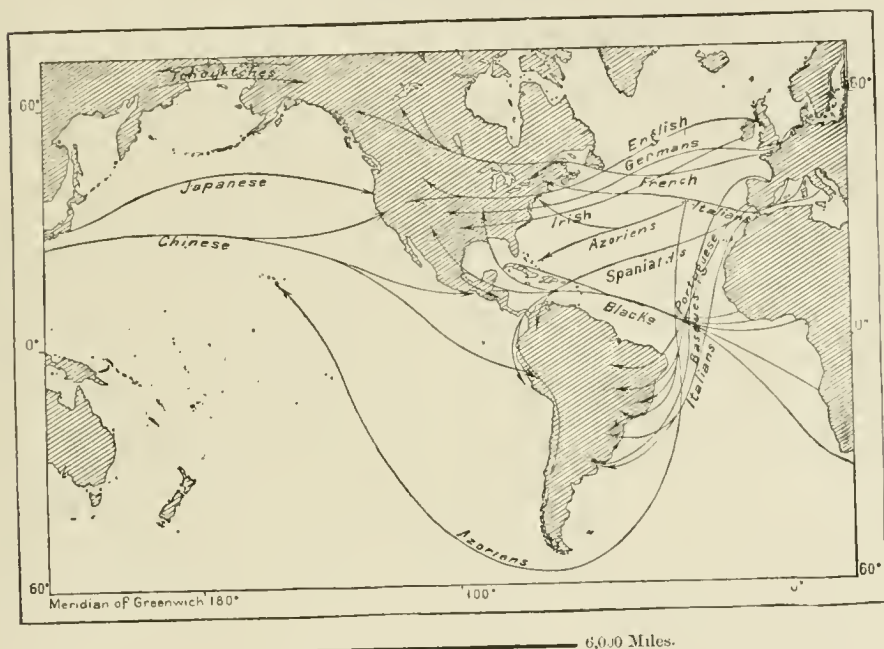 Tchouktches
60°
60°
English
Germans
Japanese
French
Italians
Irish
Chinese
Azoriens
Spaniards
Portuguese
Basques
Blacks
Italians
0°
0°
Azoriens
60°
60°
Meridian of Greenwich 180°
100°
0°
6,000 Miles.